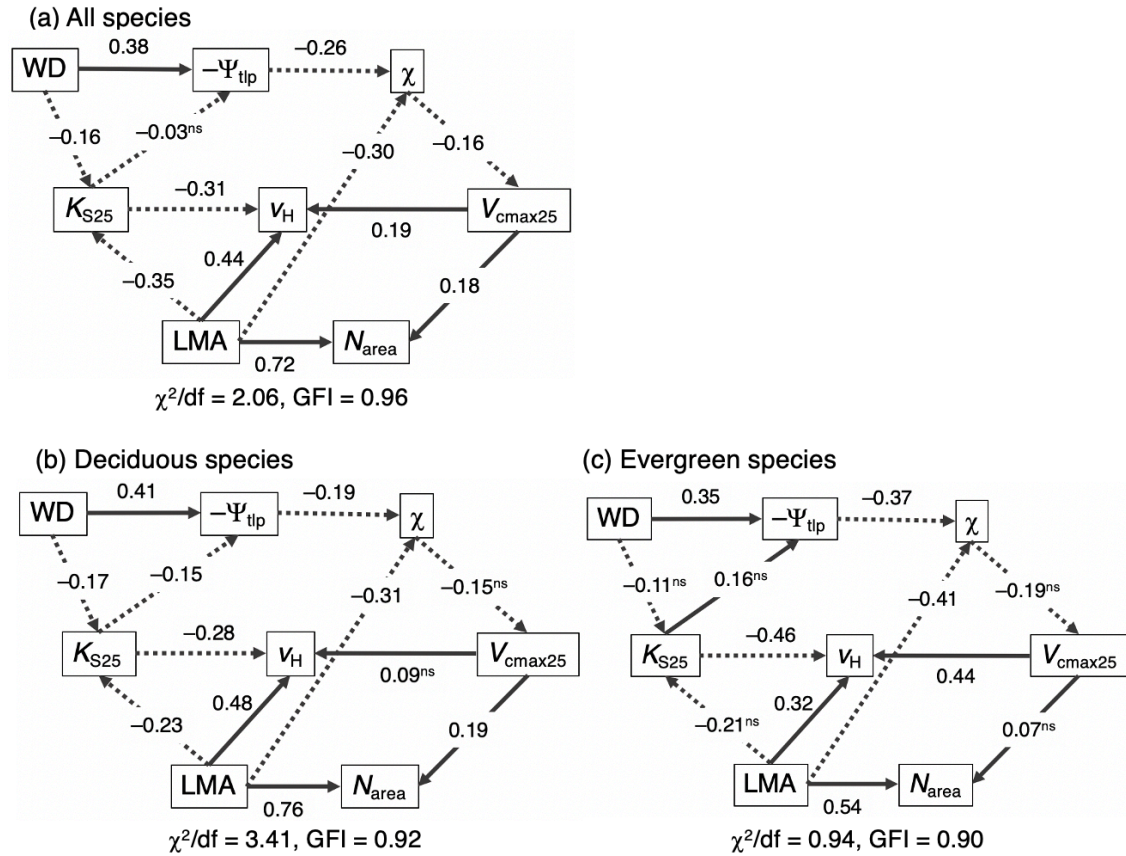 (a) All species
0.38
−0.26
WD
−Ψtlp
χ
−0.16
−0.03ns
−0.30
−0.16
KS25
−0.31
vH
0.19
Vcmax25
−0.35
0.44
0.18
LMA
0.72
Narea
χ2/df = 2.06, GFI = 0.96
(b) Deciduous species
0.41
−0.19
WD
−Ψtlp
χ
−0.17
−0.15
−0.31
−0.15ns
KS25
−0.28
vH
0.09ns
Vcmax25
−0.23
0.48
0.19
LMA
0.76
Narea
χ2/df = 3.41, GFI = 0.92
(c) Evergreen species
0.35
−0.37
WD
−Ψtlp
χ
−0.11ns
0.16ns
−0.41
−0.19ns
KS25
−0.46
vH
0.44
Vcmax25
−0.21ns
0.32
0.07ns
LMA
0.54
Narea
χ2/df = 0.94, GFI = 0.90